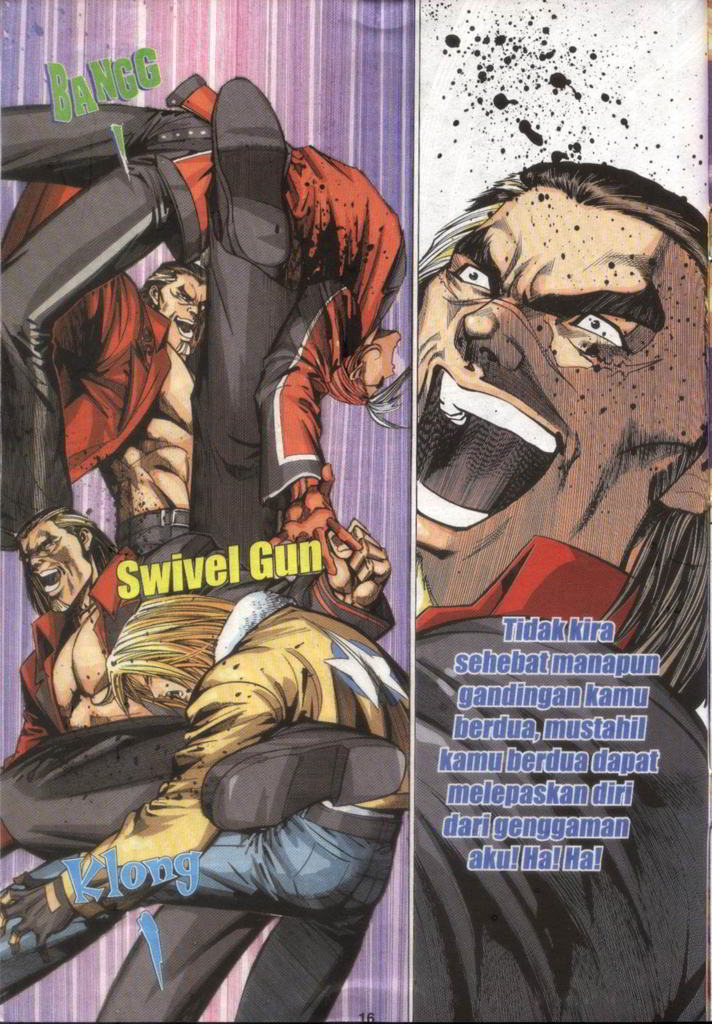 BANGG
!
Swivel Gun
Klong
!
Tidak kira
sehebat manapun
gandingan kamu
berdua, mustahil
kamu berdua dapat
melepaskan diri
dari genggaman
aku! Ha! Ha!
16